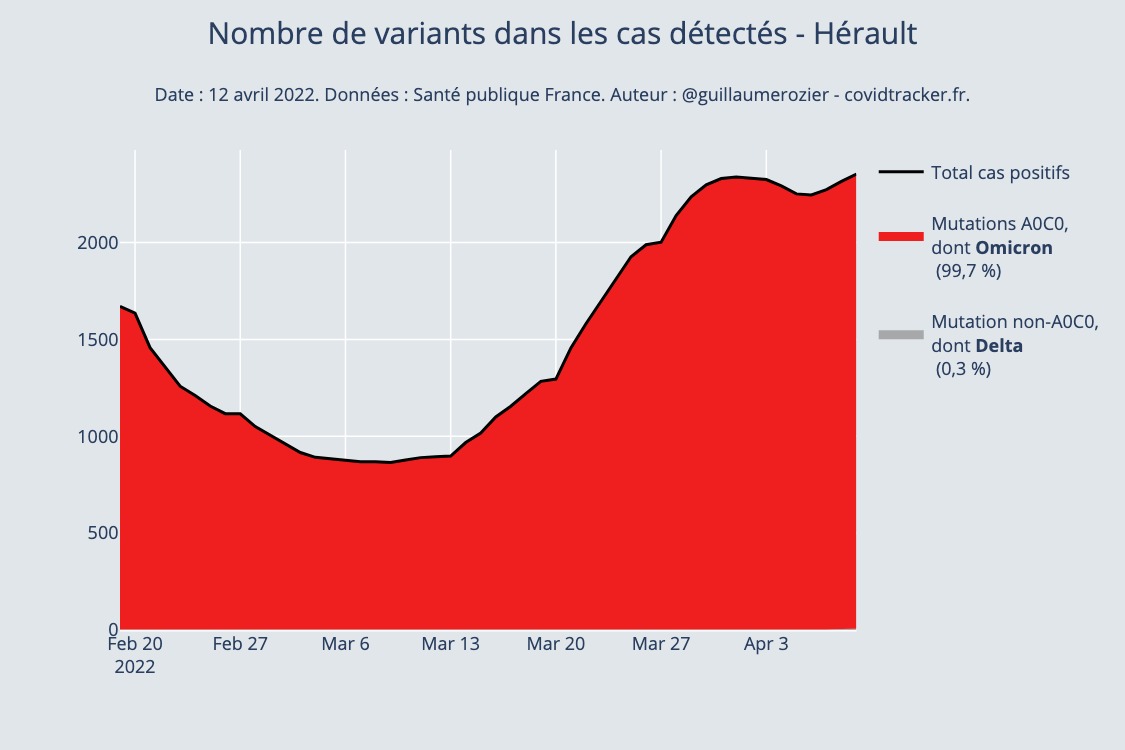 Nombre de variants dans les cas détectés - Hérault
Date : 12 avril 2022. Données : Santé publique France. Auteur : @guillaumerozier - covidtracker.fr.
Total cas positifs
Mutations A0C0,
dont Omicron
(99,7 %)
Mutation non-A0C0,
dont Delta
(0,3 %)
2000
1500
1000
500
0
Feb 20
2022
Feb 27
Mar 6
Mar 13
Mar 20
Mar 27
Apr 3